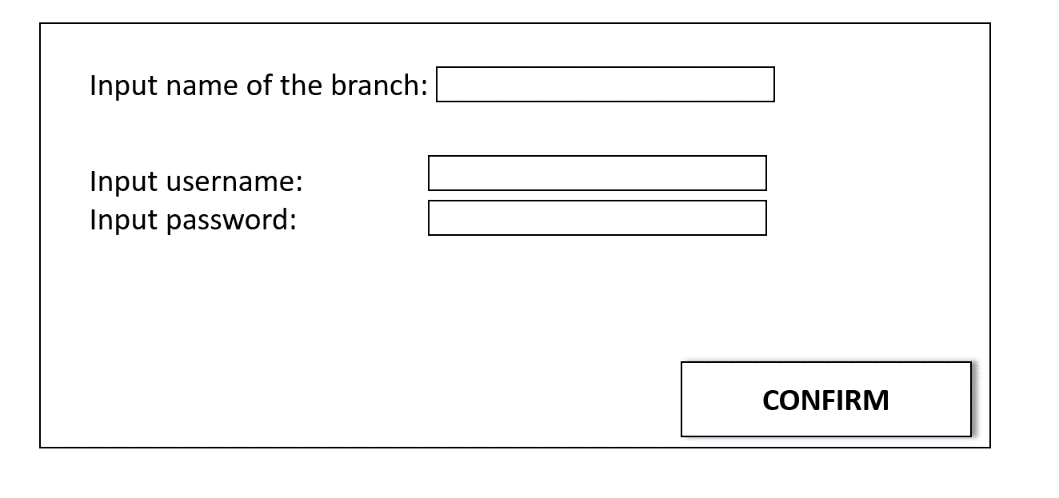 Input name of the branch:
Input username:
Input password:
CONFIRM